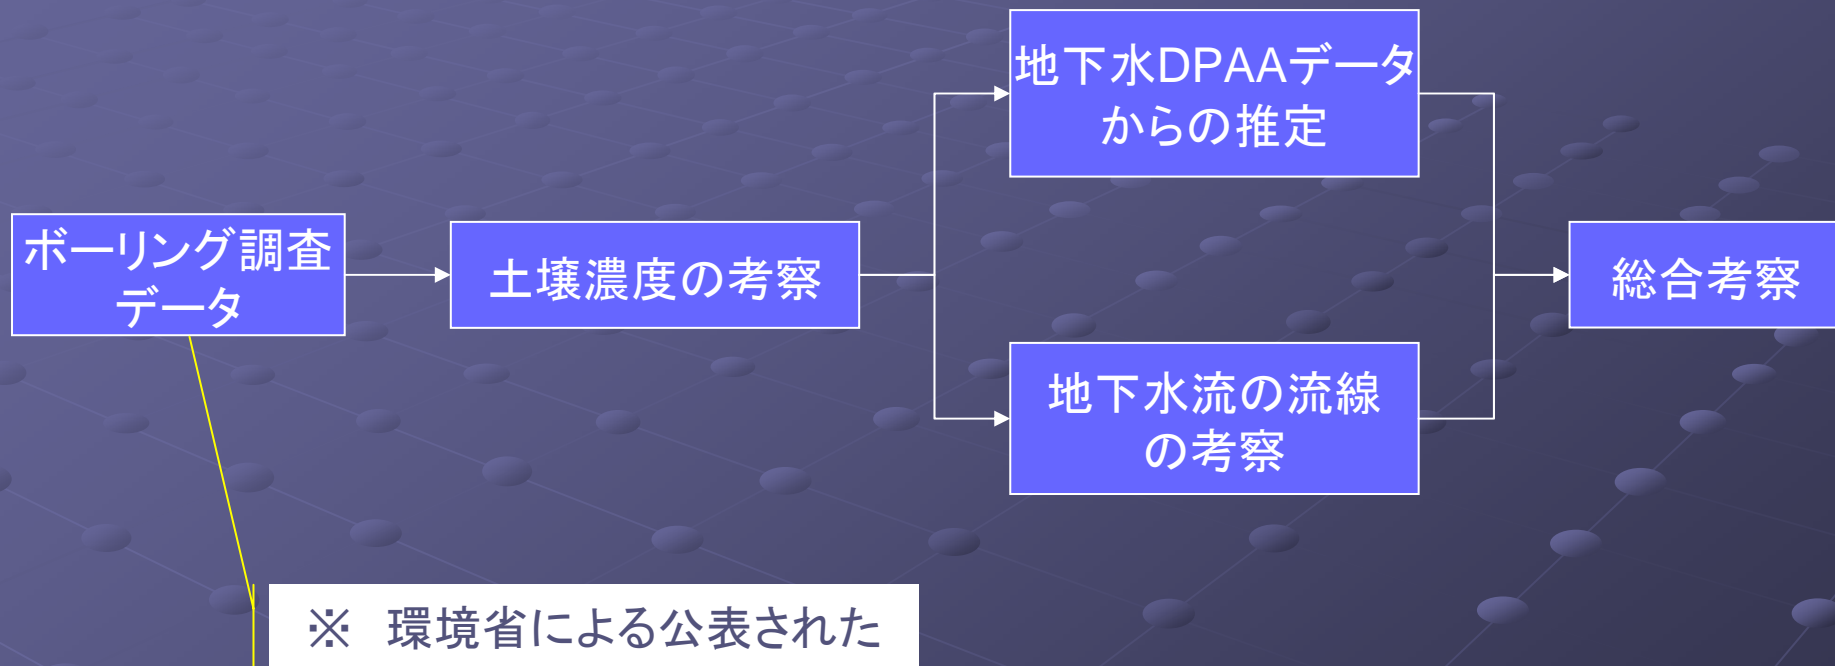 ボーリング調査
データ
土壌濃度の考察
地下水DPAAデータ
からの推定
地下水流の流線
の考察
総合考察
※　環境省による公表された